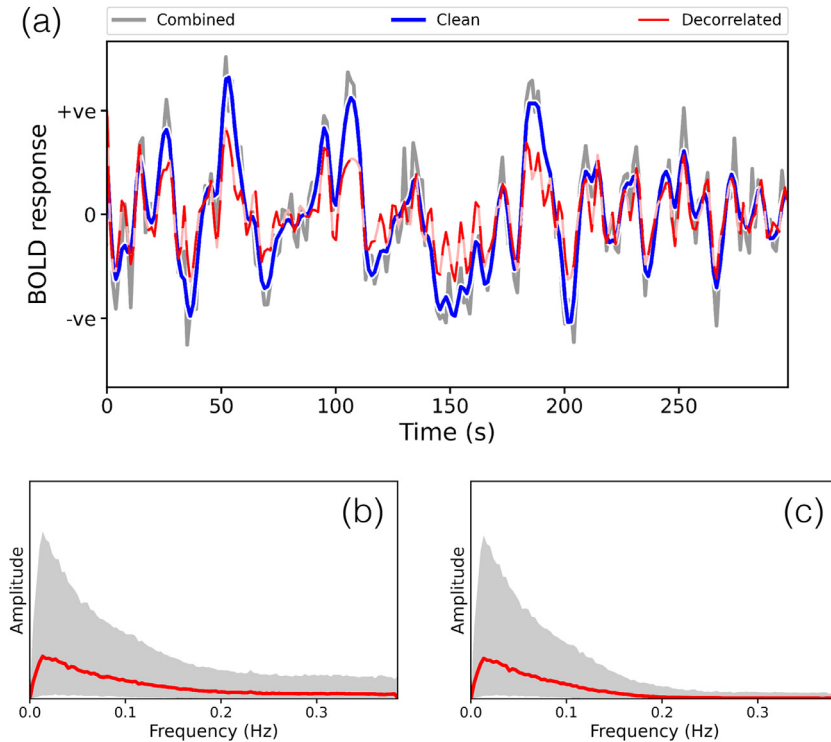 (a)
Combined Clean Decorrelated
+ve
0
-ve
BOLD response
0 50 100 150 200 250
Time (s)
(b)
Amplitude
0.0 0.1 0.2 0.3
Frequency (Hz)
(c)
Amplitude
0.0 0.1 0.2 0.3
Frequency (Hz)